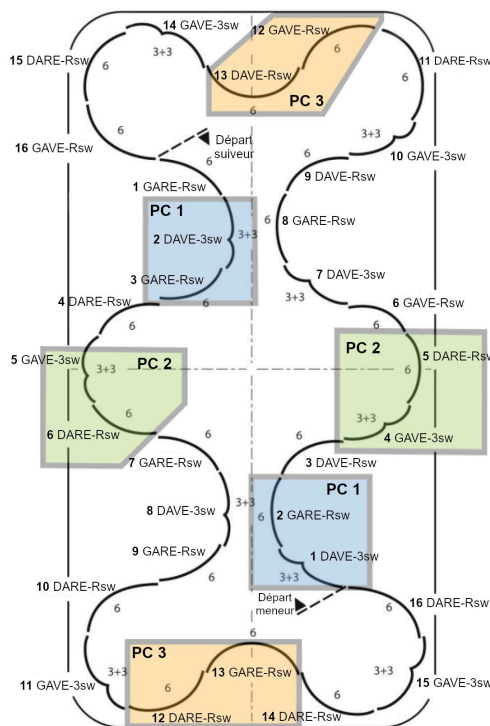 14 GAVE-3sw
12 GAVE-Rsw
6
6
3+3
15 DARE-Rsw
13 DAVE-Rsw
11 DARE-Rsw
6
6
6
PC 3
3+3
Départ
suiveur
16 GAVR-Rsw
10 GAVE-3sw
6
6
9 DAVR-Rsw
1 GARE-Rsw
PC 1
6
8 GARE-Rsw
2 DAVE-3sw
3+3
3 GARE-Rsw
7 DAVE-3sw
3+3
4 DARE-Rsw
6
6 GAVE-Rsw
6
6
PC 2
5 GAVE-3sw
PC 2
5 DARE-Rsw
3+3
6
6
3+3
6 DARE-Rsw
4 GAVE-3sw
6
6
7 GARE-Rsw
3 DAVE-Rsw
PC 1
3+3
8 DAVE-3sw
6
2 GARE-Rsw
9 GARE-Rsw
1 DAVE-3sw
6
3+3
10 DARE-Rsw
Départ
meneur
16 DARE-Rsw
6
6
6
PC 3
3+3
3+3
13 GARE-Rsw
11 GAVE-3sw
15 GAVE-3sw
6
6
12 DARE-Rsw
14 DARE-Rsw